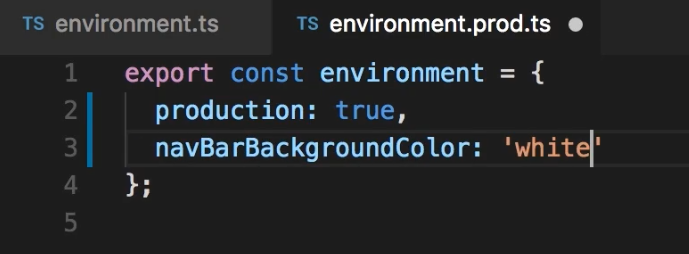 TS environment.ts TS environment.prod.ts
1 export const environment = {
2   production: true,
3   navBarBackgroundColor: 'white'
4 };
5